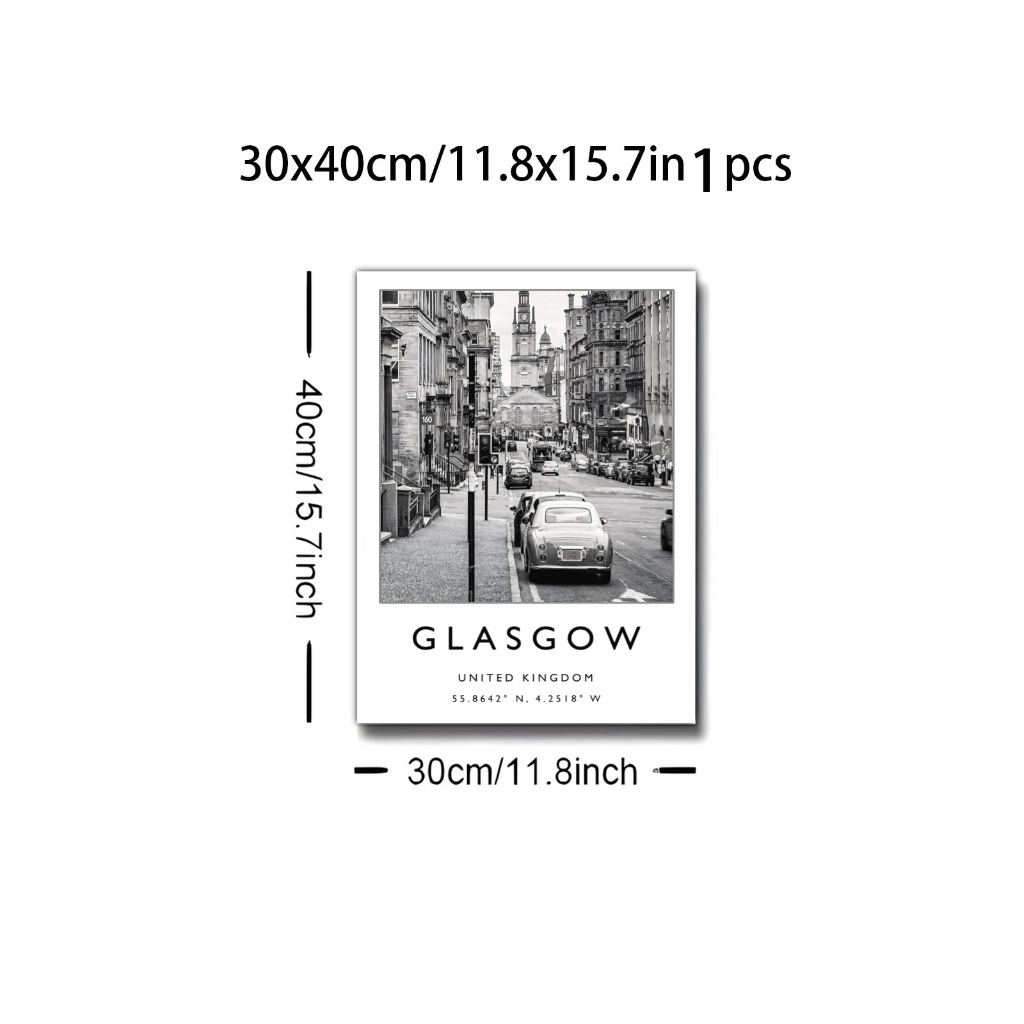 30x40cm/11.8x15.7in 1 pcs
40cm/15.7inch
160
GLASGOW
UNITED KINGDOM
55.8642° N, 4.2518° W
30cm/11.8inch